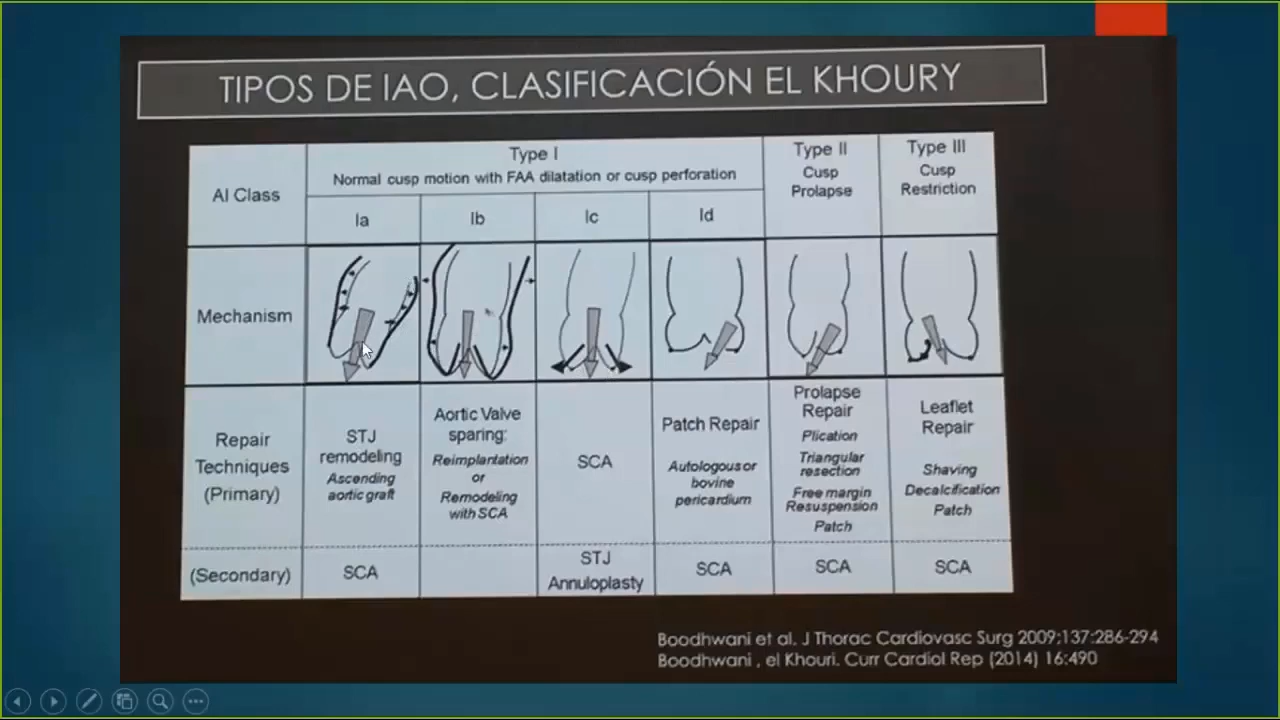 TIPOS DE IAO, CLASIFICACIÓN EL KHOURY
AI Class
Type I
Normal cusp motion with FAA dilatation or cusp perforation
Ia
Ib
Ic
Id
Type II
Cusp
Prolapse
Type III
Cusp
Restriction
Mechanism
Repair
Techniques
(Primary)
STJ
remodeling
Ascending
aortic graft
Aortic Valve
sparing:
Reimplantation
or
Remodeling
with SCA
SCA
Patch Repair
Autologous or
bovine
pericardium
Prolapse
Repair
Plication
Triangular
resection
Free margin
Resuspension
Patch
Leaflet
Repair
Shaving
Decalcification
Patch
(Secondary)
SCA
STJ
Annuloplasty
SCA
SCA
SCA
Boodhwani et al. J Thorac Cardiovasc Surg 2009;137:286-294
Boodhwani , el Khouri. Curr Cardiol Rep (2014) 16:490